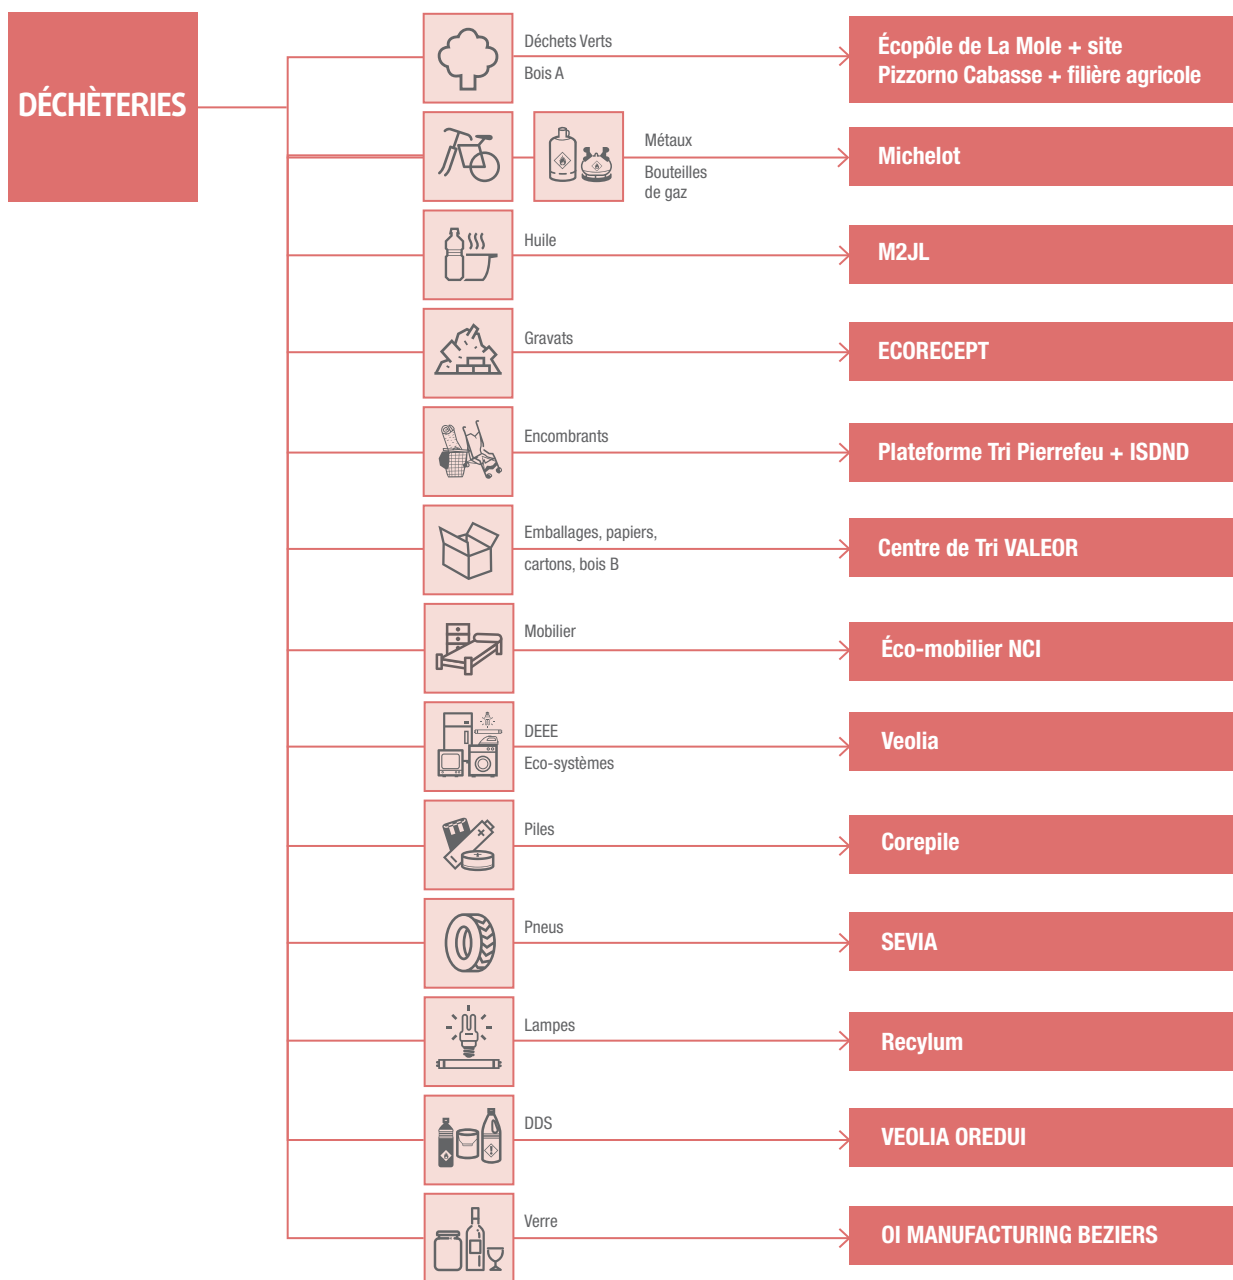 DÉCHÈTERIES
Déchets Verts
Bois A
Écopôle de La Mole + site
Pizzorno Cabasse + filière agricole
Métaux
Bouteilles
de gaz
Michelot
Huile
M2JL
Gravats
ECORECEPT
Encombrants
Plateforme Tri Pierrefeu + ISDND
Emballages, papiers,
cartons, bois B
Centre de Tri VALEOR
Mobilier
Éco-mobilier NCI
DEEE
Eco-systèmes
Veolia
Piles
Corepile
Pneus
SEVIA
Lampes
Recylum
DDS
VEOLIA OREDUI
Verre
OI MANUFACTURING BEZIERS